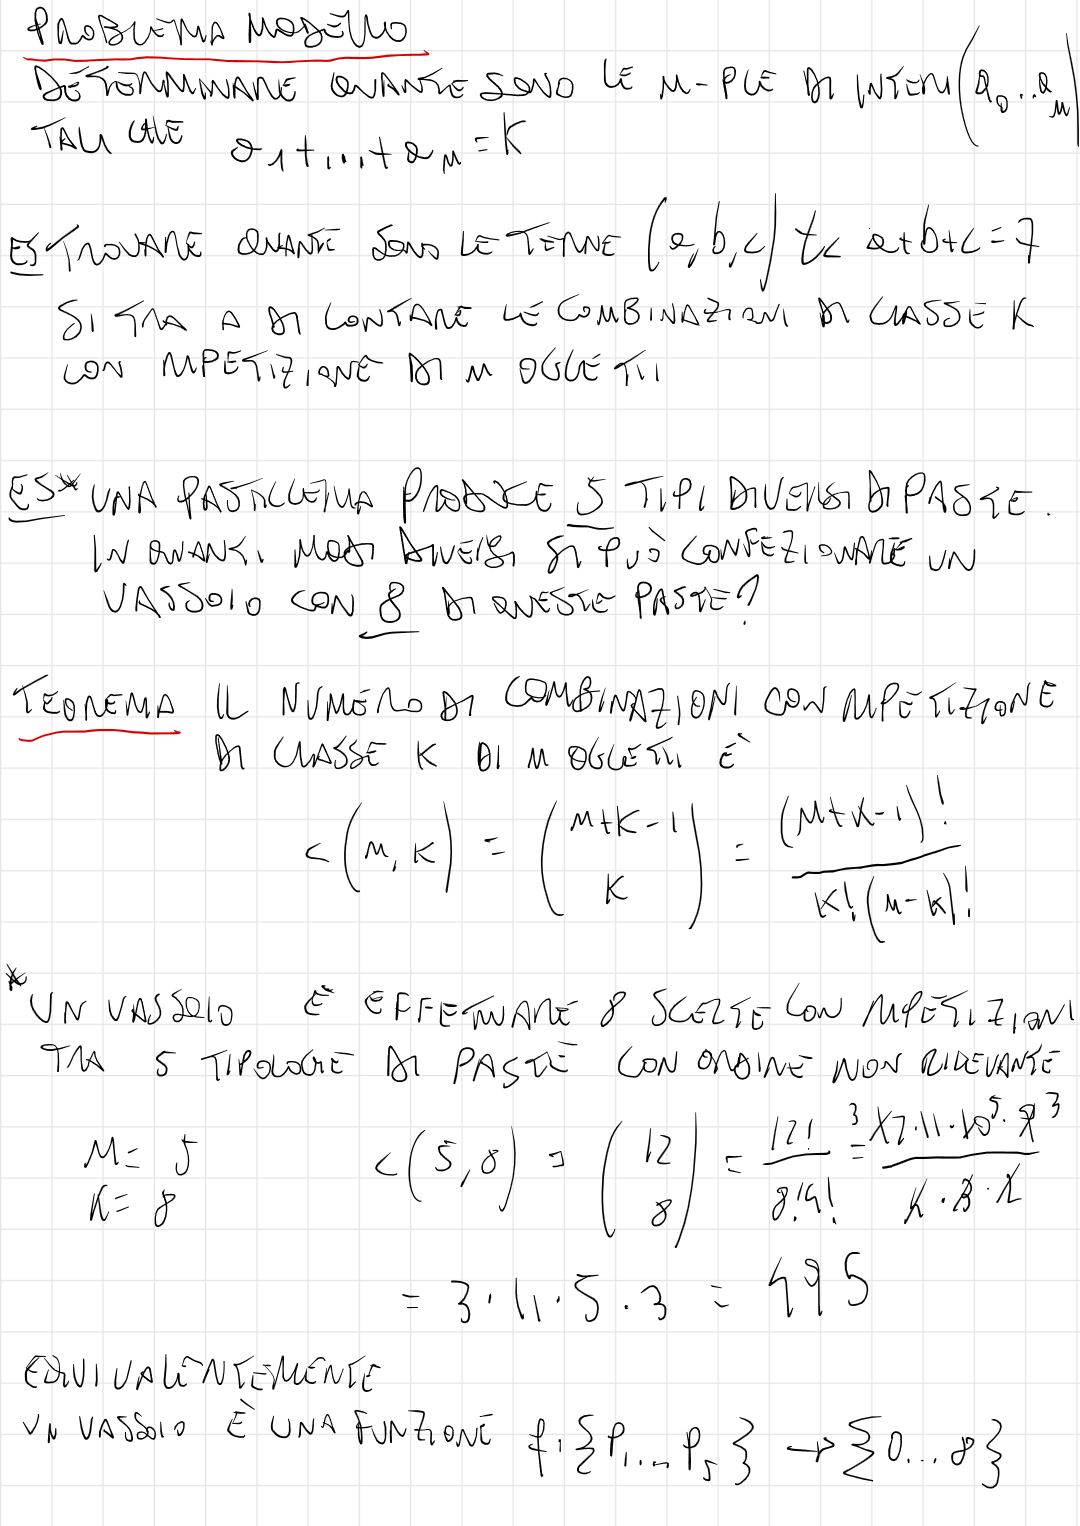 PROBLEMA MODELLO
DETERMINARE QUANTE SONO LE n-PLE DI INTERI (a₀..aₙ)
TALI CHE a₁+...+aₙ=K
ES TROVARE QUANTE SONO LE TERNE (a,b,c) tc a+b+c=7
SI TRA A DI CONTARE LE COMBINAZIONI DI CLASSE K
CON RIPETIZIONE DI n OGGETTI
ES* UNA PASTICCERIA PRODUCE 5 TIPI DIVERSI DI PASTE.
IN QUANTI MODI DIVERSI SI PUÒ CONFEZIONARE UN
VASSOIO CON 8 DI QUESTE PASTE?
TEOREMA IL NUMERO DI COMBINAZIONI CON RIPETIZIONE
DI CLASSE K DI n OGGETTI È
C(n,K) = (n+K-1 K) = (n+K-1)! / K!(n-K)!
* UN VASSOIO È EFFETTUARE 8 SCELTE CON RIPETIZIONI
TRA 5 TIPOLOGIE DI PASTE CON ORDINE NON RILEVANTE
n= 5 C(5,8) = (12 8) = 12! / 8!4! = ³12·11·10⁵·9³ / 4·3·2
K= 8
= 3·11·5·3 = 495
EQUIVALENTEMENTE
UN VASSOIO È UNA FUNZIONE f: {P₁...P₅} → {0...8}